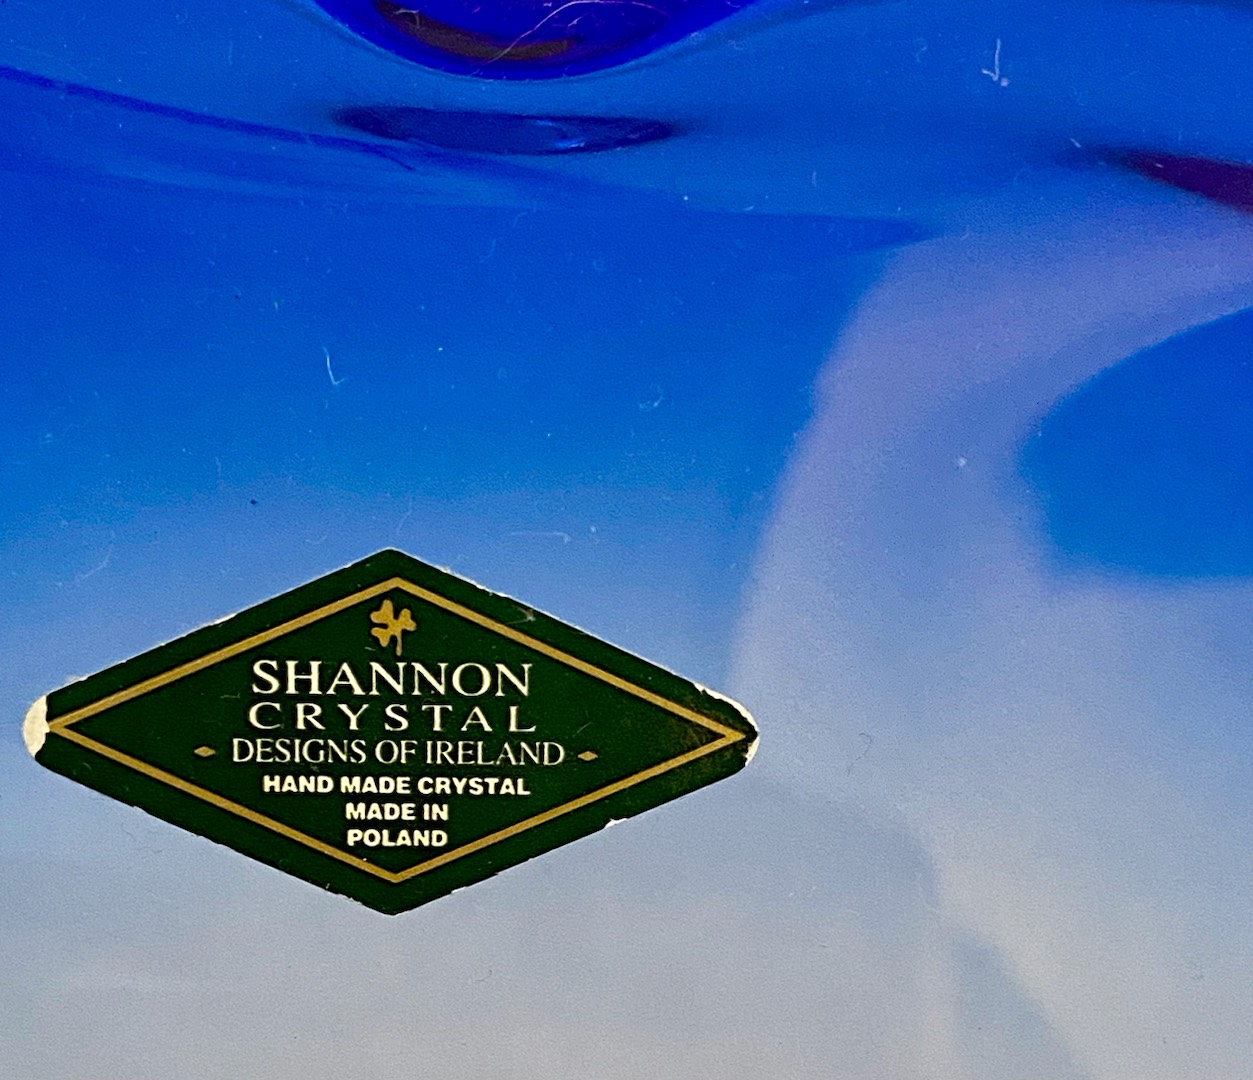 SHANNON
CRYSTAL
DESIGNS OF IRELAND
HAND MADE CRYSTAL
MADE IN
POLAND